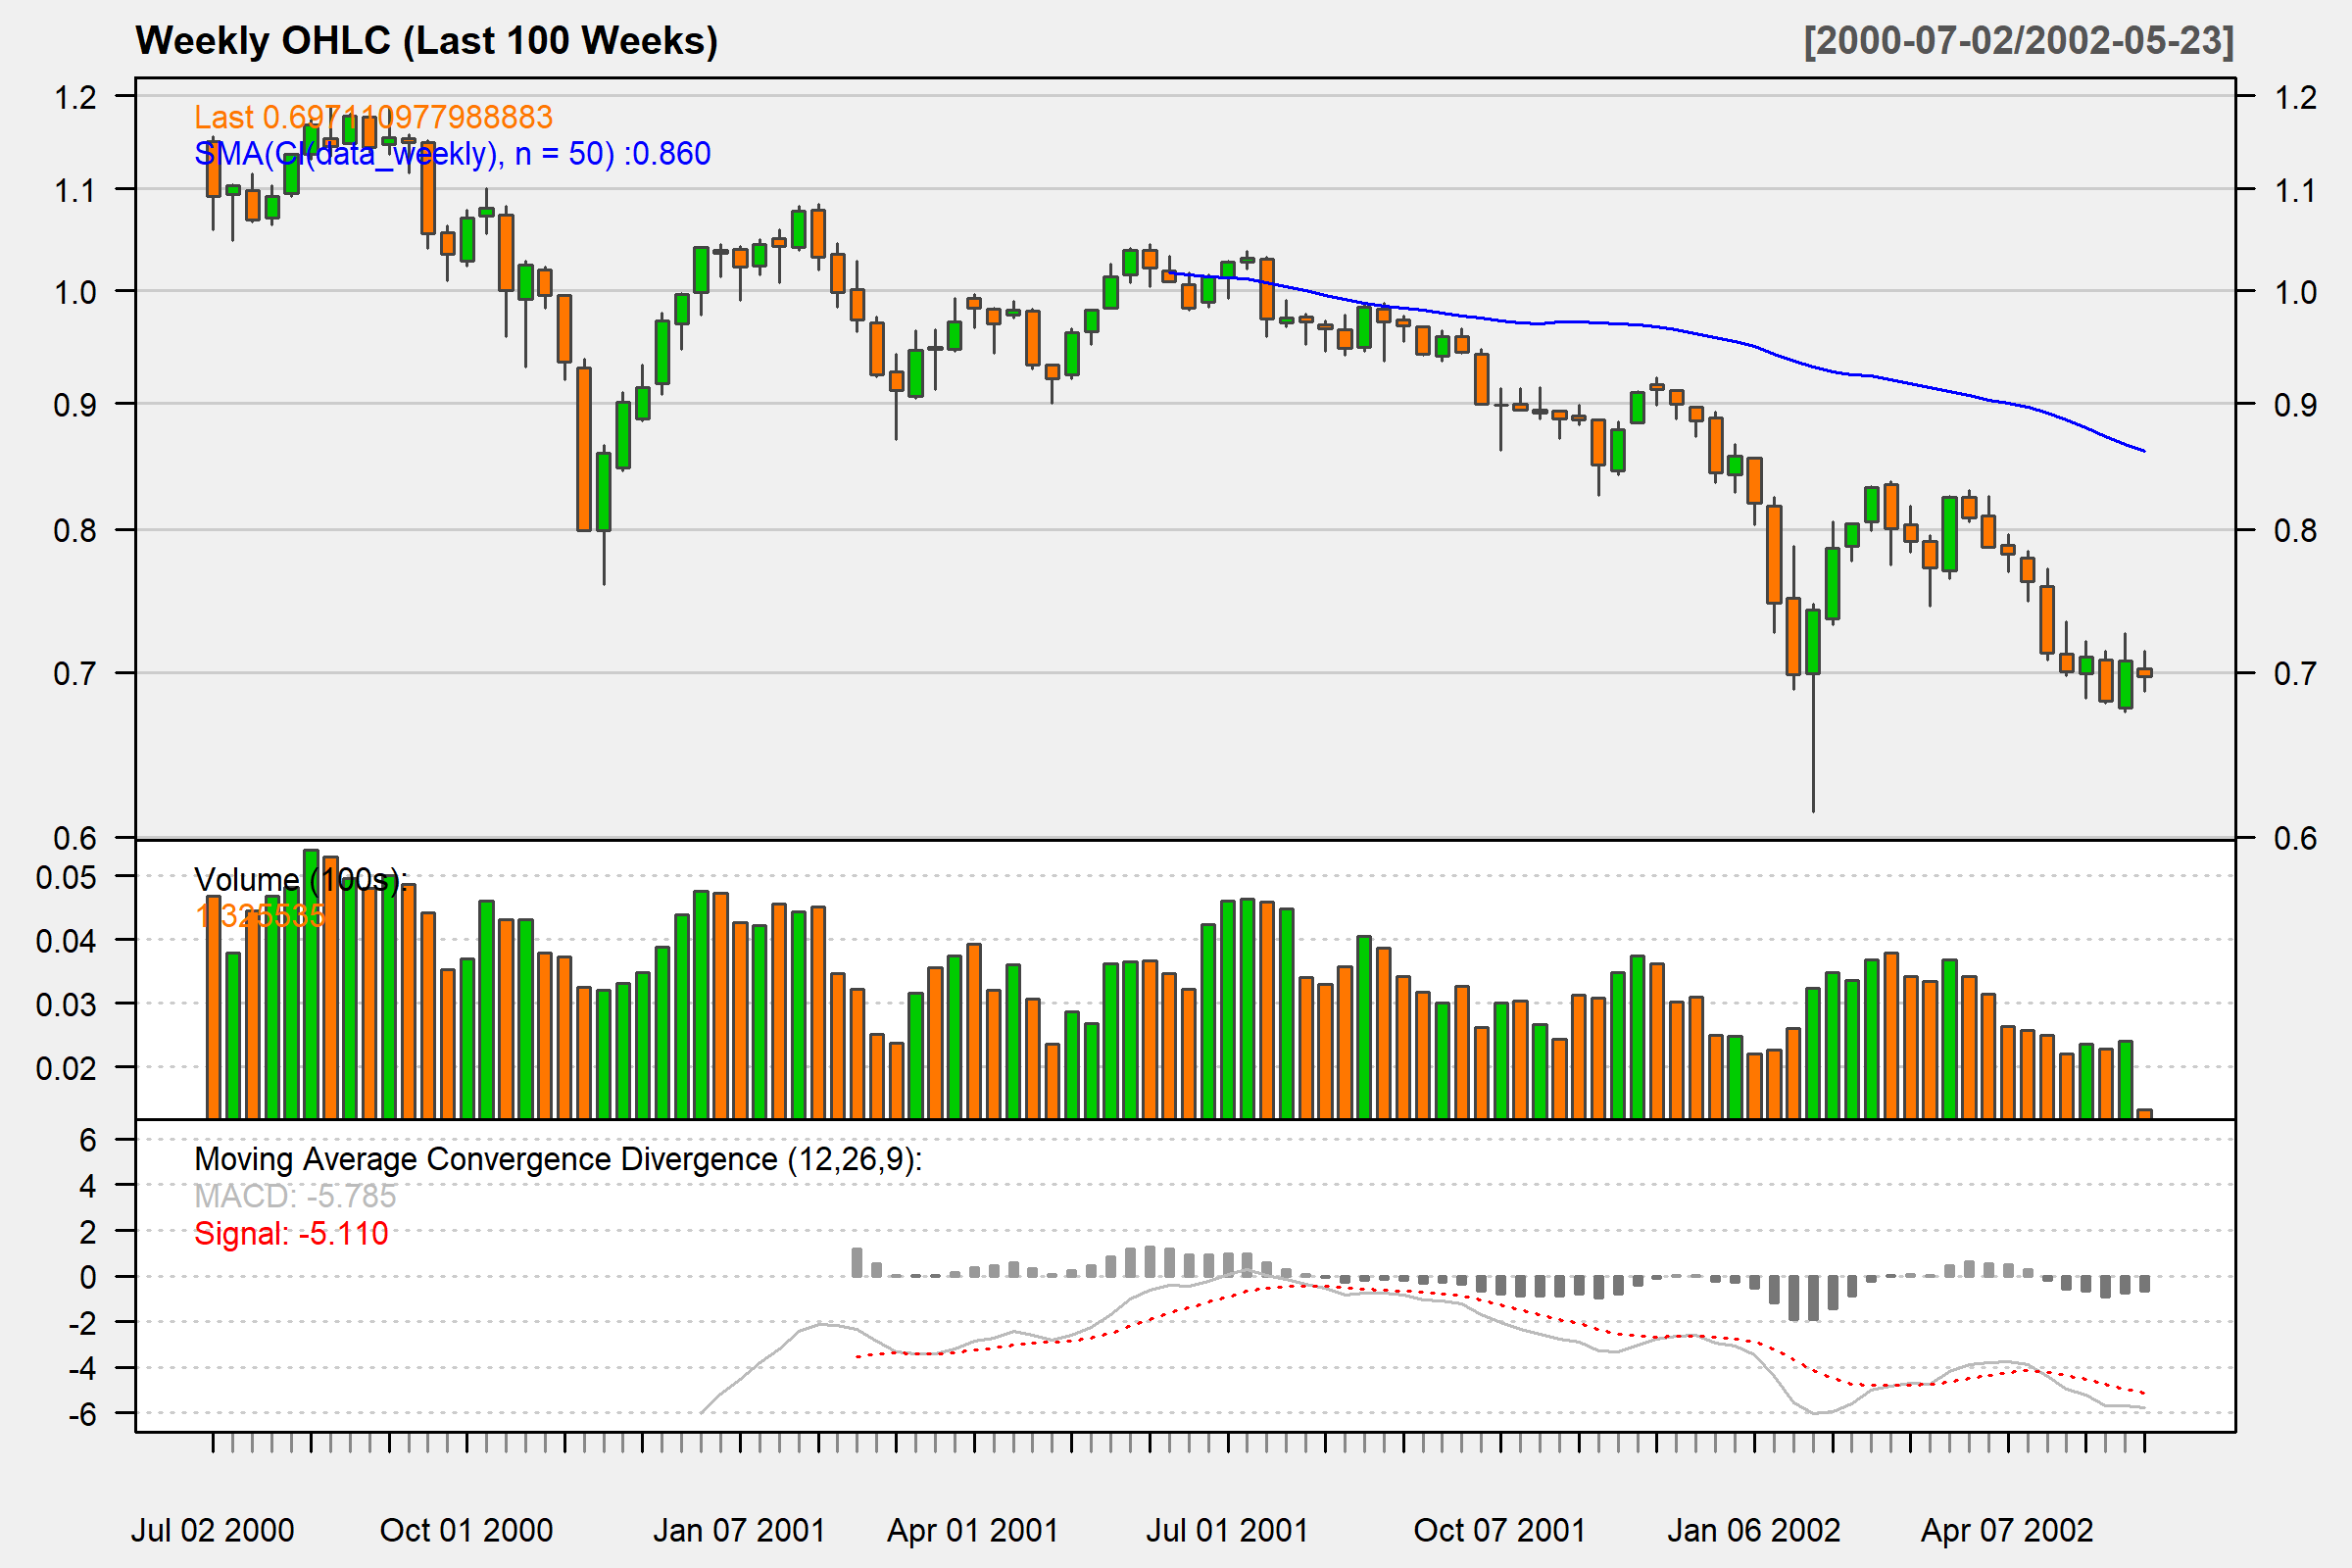 Weekly OHLC (Last 100 Weeks) [2000-07-02/2002-05-23]
Last 0.697110977988883
SMA(Cl(data_weekly), n = 50) :0.860
1.2 1.2
1.1 1.1
1.0 1.0
0.9 0.9
0.8 0.8
0.7 0.7
0.6 0.6
Volume (100s):
1.325535
0.05
0.04
0.03
0.02
Moving Average Convergence Divergence (12,26,9):
MACD: -5.785
Signal: -5.110
6
4
2
0
-2
-4
-6
Jul 02 2000 Oct 01 2000 Jan 07 2001 Apr 01 2001 Jul 01 2001 Oct 07 2001 Jan 06 2002 Apr 07 2002